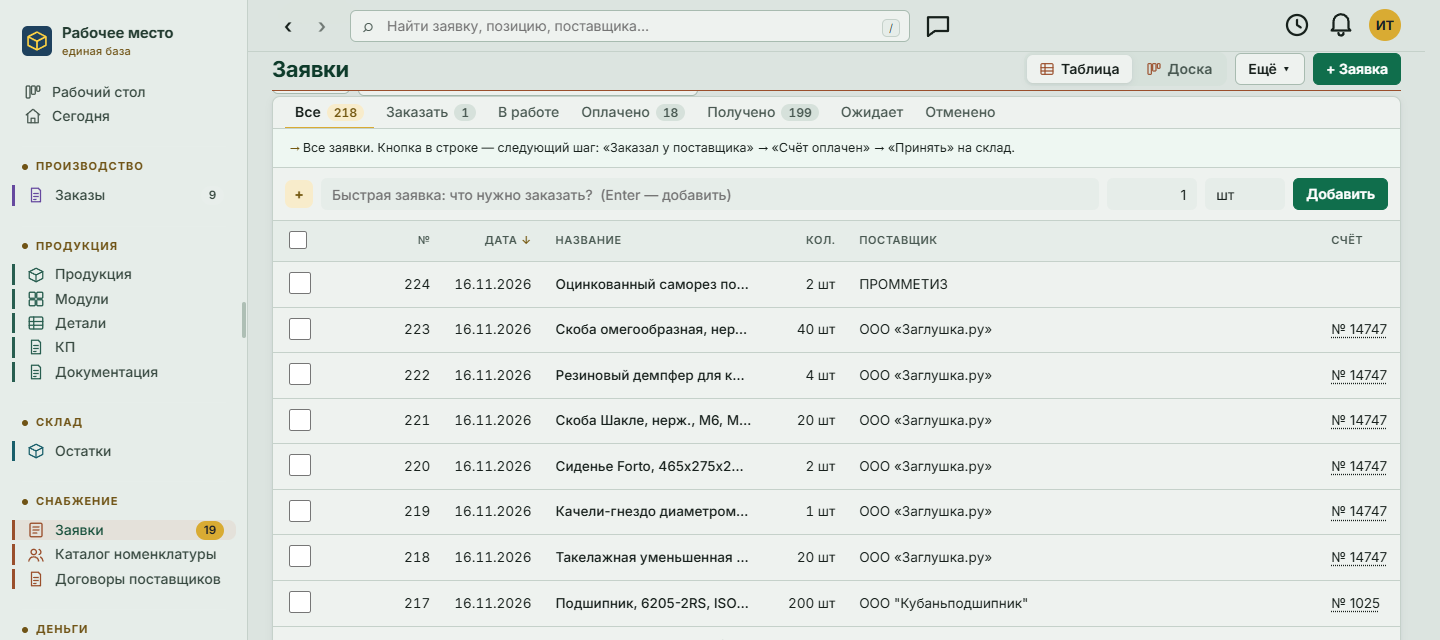 Рабочее место
единая база
Рабочий стол
Сегодня
ПРОИЗВОДСТВО
Заказы 9
ПРОДУКЦИЯ
Продукция
Модули
Детали
КП
Документация
СКЛАД
Остатки
СНАБЖЕНИЕ
Заявки 19
Каталог номенклатуры
Договоры поставщиков
ДЕНЬГИ
Найти заявку, позицию, поставщика... /
ИТ
Заявки
Таблица Доска Ещё + Заявка
Все 218 Заказать 1 В работе Оплачено 18 Получено 199 Ожидает Отменено
→ Все заявки. Кнопка в строке — следующий шаг: «Заказал у поставщика» → «Счёт оплачен» → «Принять» на склад.
+ Быстрая заявка: что нужно заказать? (Enter — добавить) 1 шт Добавить
№ ДАТА ↓ НАЗВАНИЕ КОЛ. ПОСТАВЩИК СЧЁТ
224 16.11.2026 Оцинкованный саморез по... 2 шт ПРОММЕТИЗ
223 16.11.2026 Скоба омегообразная, нер... 40 шт ООО «Заглушка.ру» № 14747
222 16.11.2026 Резиновый демпфер для к... 4 шт ООО «Заглушка.ру» № 14747
221 16.11.2026 Скоба Шакле, нерж., М6, М... 20 шт ООО «Заглушка.ру» № 14747
220 16.11.2026 Сиденье Forto, 465х275х2... 2 шт ООО «Заглушка.ру» № 14747
219 16.11.2026 Качели-гнездо диаметром... 1 шт ООО «Заглушка.ру» № 14747
218 16.11.2026 Такелажная уменьшенная ... 20 шт ООО «Заглушка.ру» № 14747
217 16.11.2026 Подшипник, 6205-2RS, ISO... 200 шт ООО "Кубаньподшипник" № 1025